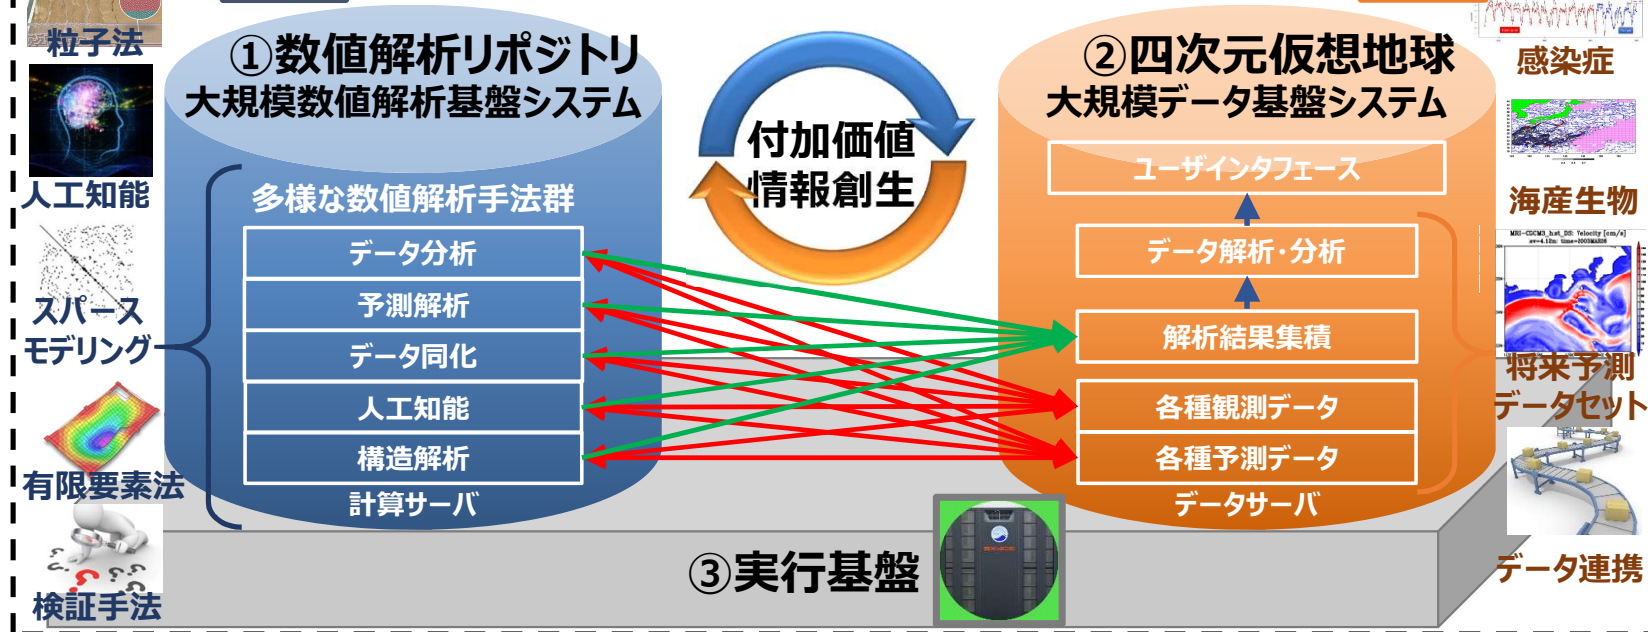 粒子法
人工知能
スパース
モデリング
有限要素法
検証手法
①数値解析リポジトリ
大規模数値解析基盤システム
多様な数値解析手法群
データ分析
予測解析
データ同化
人工知能
構造解析
計算サーバ
付加価値
情報創生
②四次元仮想地球
大規模データ基盤システム
ユーザインタフェース
データ解析・分析
解析結果集積
各種観測データ
各種予測データ
データサーバ
③実行基盤
感染症
海産生物
将来予測
データセット
データ連携